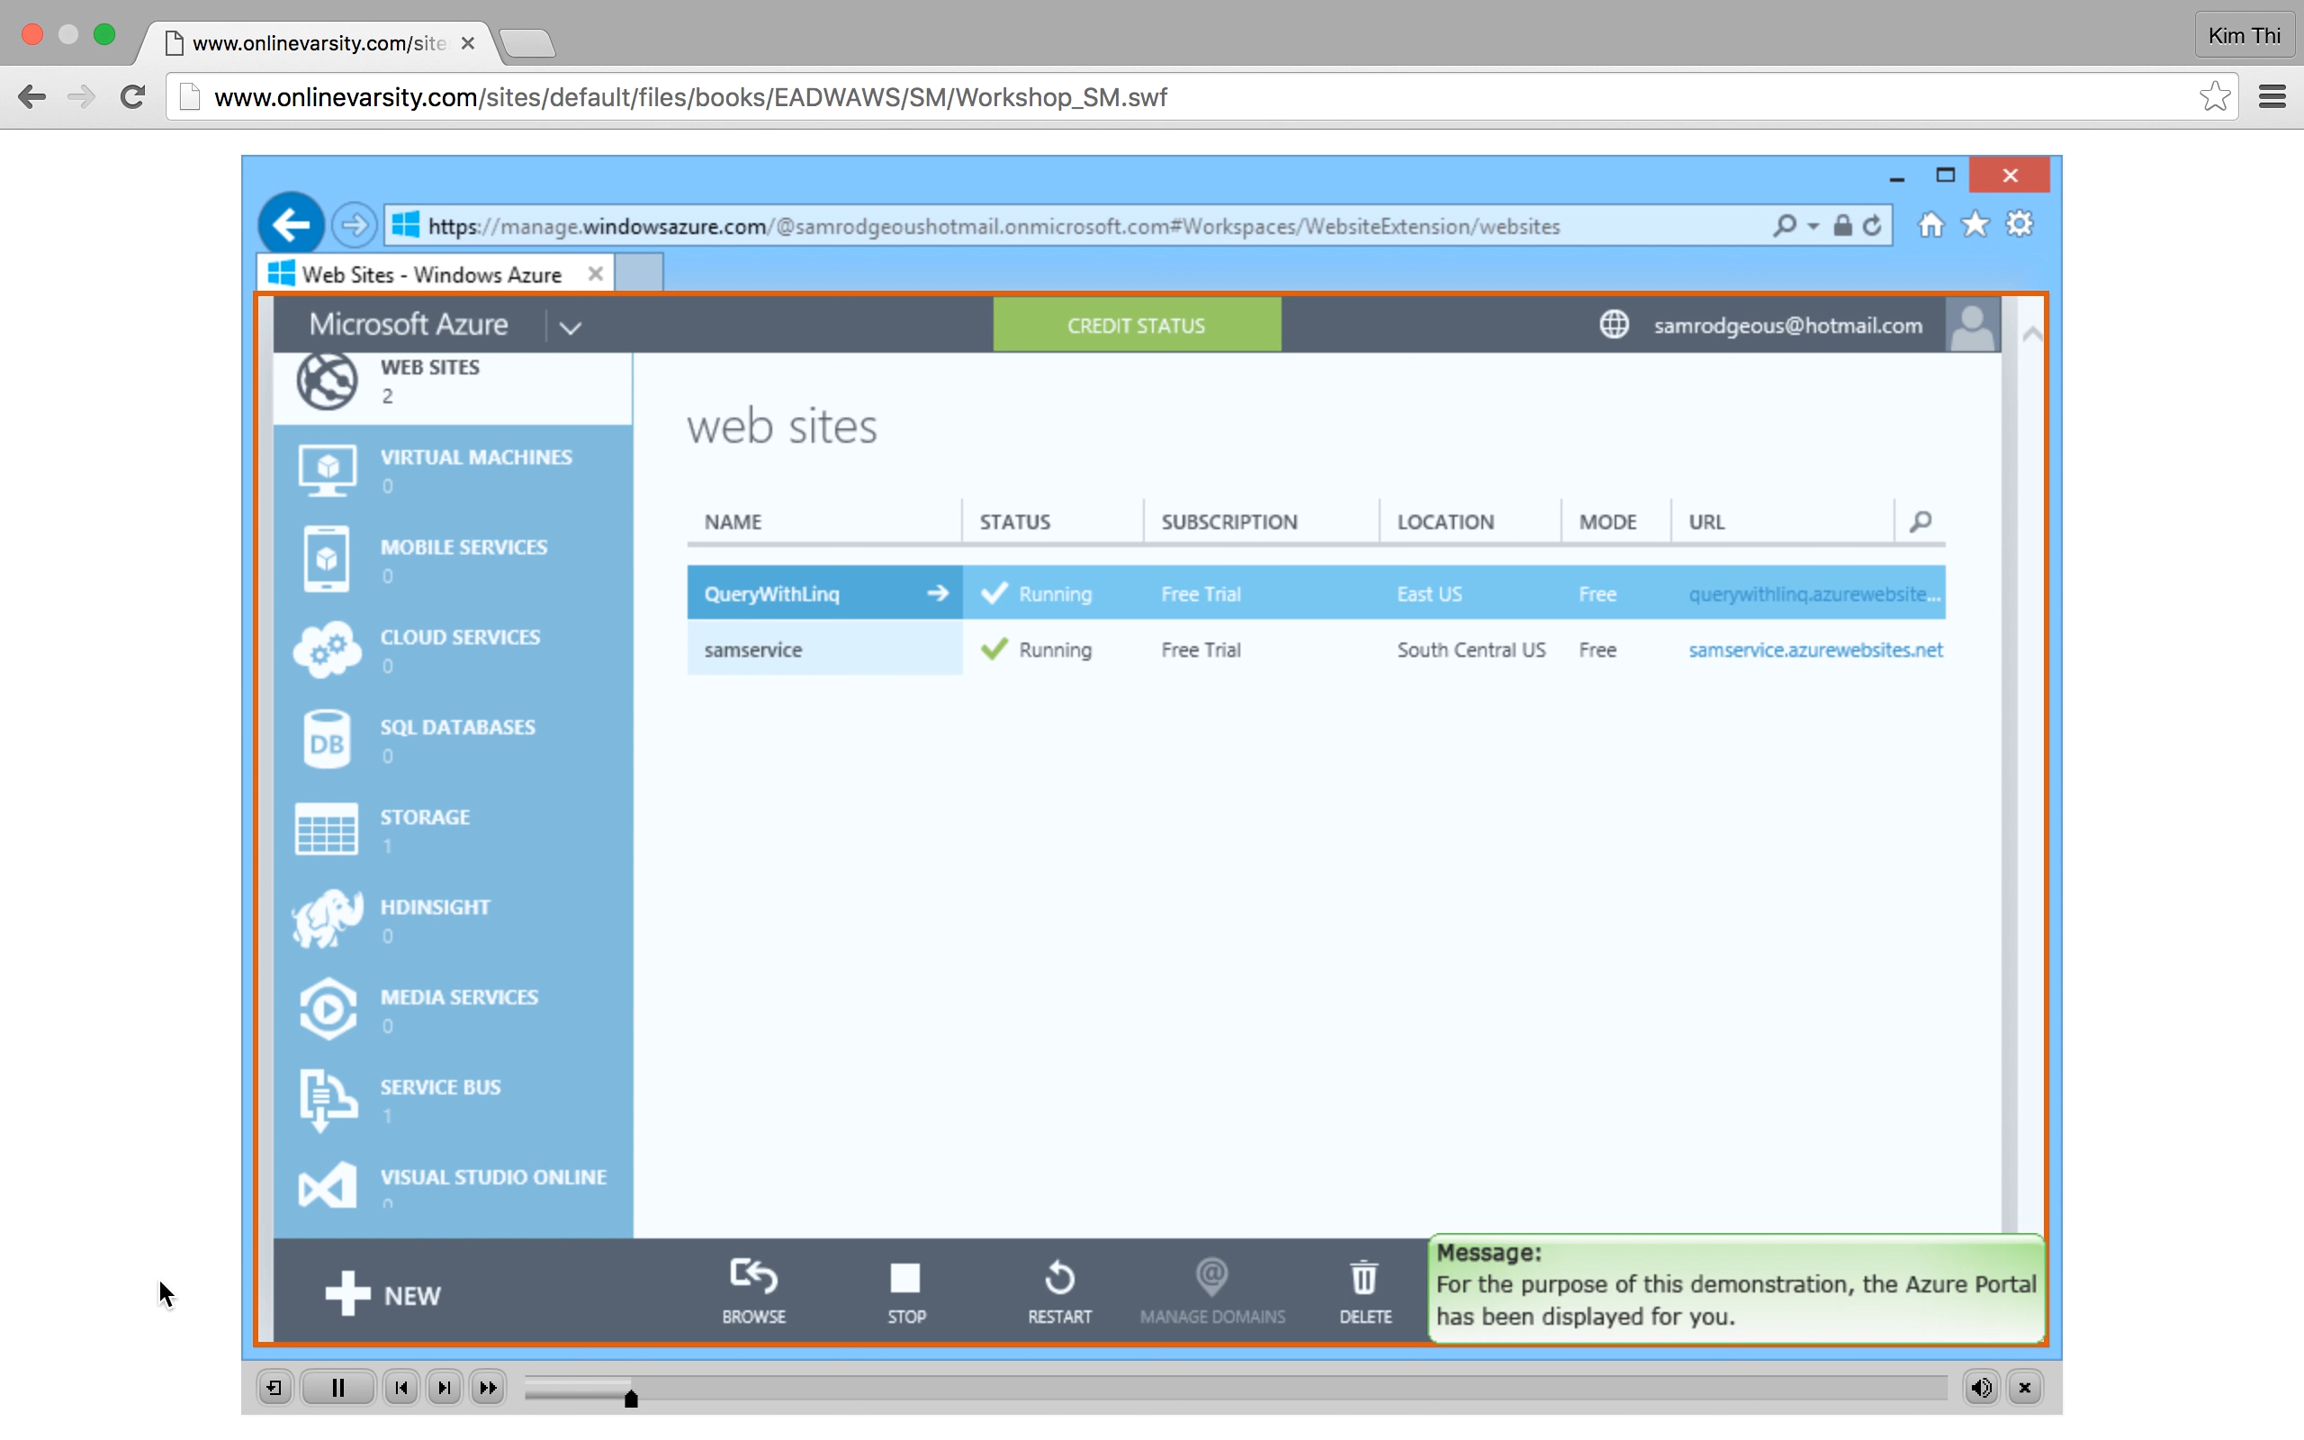 www.onlinevarsity.com/site
Kim Thi
www.onlinevarsity.com/sites/default/files/books/EADWAWS/SM/Workshop_SM.swf
https://manage.windowsazure.com/@samrodgeoushotmail.onmicrosoft.com#Workspaces/WebsiteExtension/websites
Web Sites - Windows Azure
Microsoft Azure
CREDIT STATUS
samrodgeous@hotmail.com
WEB SITES
2
VIRTUAL MACHINES
0
MOBILE SERVICES
0
CLOUD SERVICES
0
SQL DATABASES
0
DB
STORAGE
1
HDINSIGHT
0
MEDIA SERVICES
0
SERVICE BUS
1
VISUAL STUDIO ONLINE
0
web sites
NAME STATUS SUBSCRIPTION LOCATION MODE URL
QueryWithLinq Running Free Trial East US Free querywithlinq.azurewebsite...
samservice Running Free Trial South Central US Free samservice.azurewebsites.net
NEW
BROWSE
STOP
RESTART
MANAGE DOMAINS
DELETE
Message:
For the purpose of this demonstration, the Azure Portal
has been displayed for you.